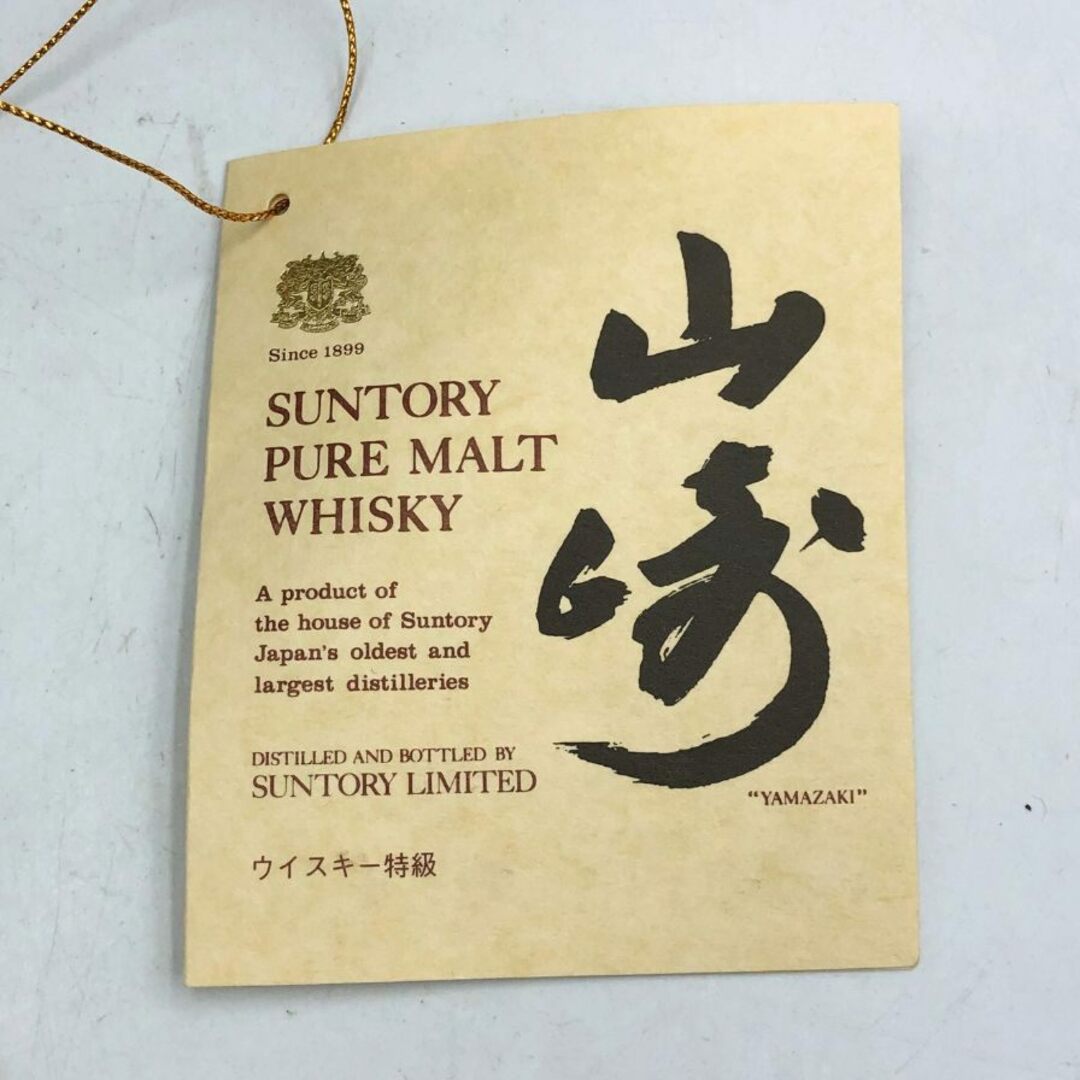 Since 1899
SUNTORY
PURE MALT
WHISKY
A product of
the house of Suntory
Japan's oldest and
largest distilleries
DISTILLED AND BOTTLED BY
SUNTORY LIMITED
ウイスキー特級
山崎
"YAMAZAKI"